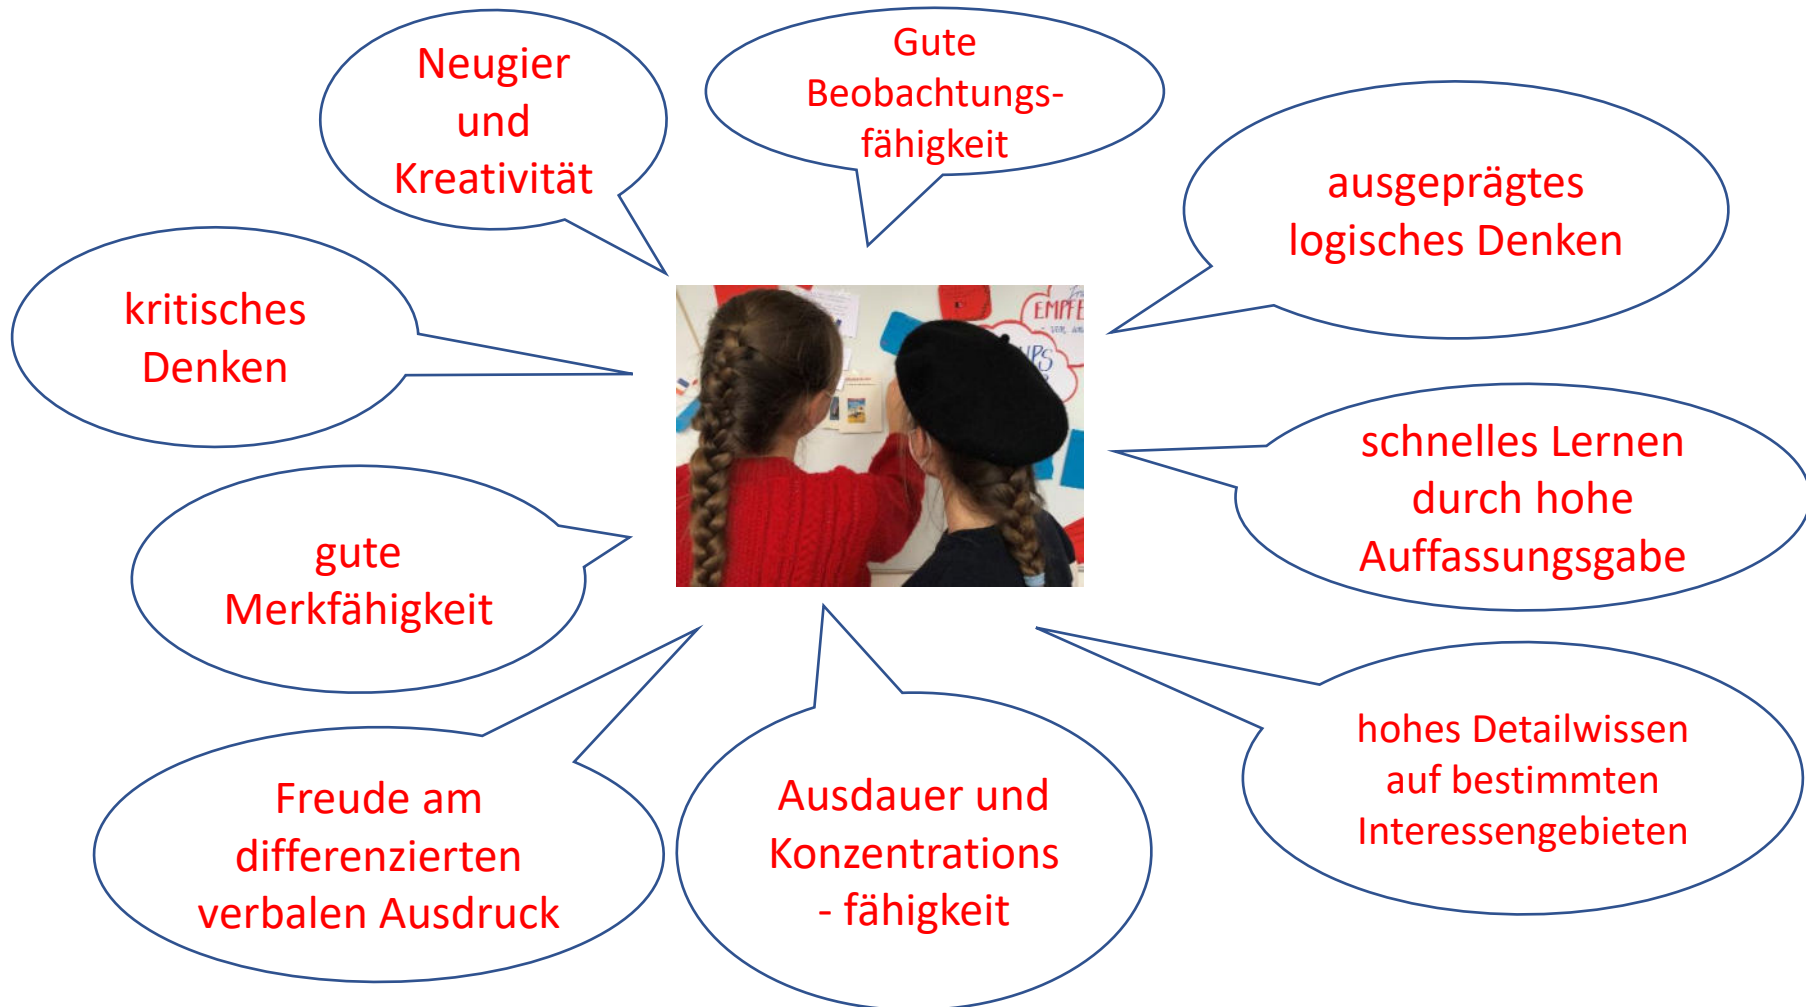 Neugier
und
Kreativität
Gute
Beobachtungs-
fähigkeit
ausgeprägtes
logisches Denken
kritisches
Denken
EMPFE
schnelles Lernen
durch hohe
Auffassungsgabe
gute
Merkfähigkeit
hohes Detailwissen
auf bestimmten
Interessengebieten
Freude am
differenzierten
verbalen Ausdruck
Ausdauer und
Konzentrations
- fähigkeit